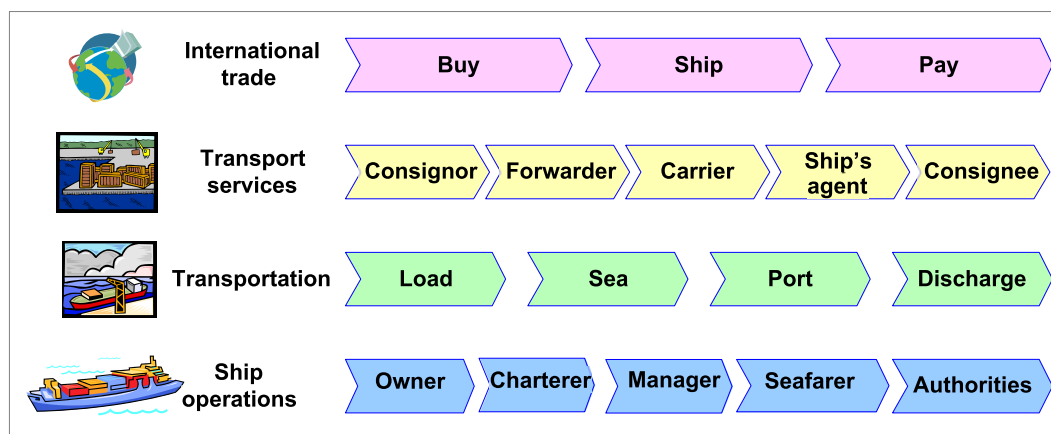 International
trade
Buy
Ship
Pay
Transport
services
Consignor
Forwarder
Carrier
Ship's
agent
Consignee
Transportation
Load
Sea
Port
Discharge
Ship
operations
Owner
Charterer
Manager
Seafarer
Authorities